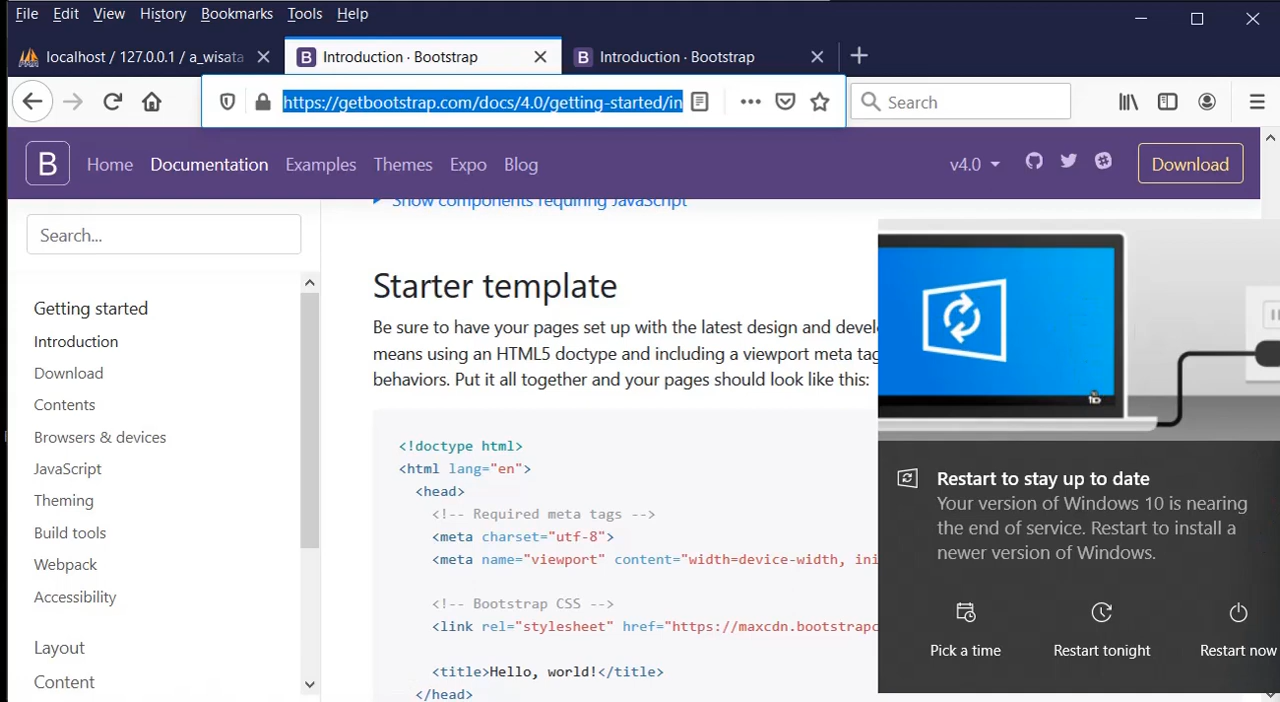 File Edit View History Bookmarks Tools Help
localhost / 127.0.0.1 / a_wisata
Introduction · Bootstrap
Introduction · Bootstrap
https://getbootstrap.com/docs/4.0/getting-started/in
Search
B Home Documentation Examples Themes Expo Blog v4.0 Download
Show components requiring JavaScript
Search...
Getting started
Introduction
Download
Contents
Browsers & devices
JavaScript
Theming
Build tools
Webpack
Accessibility
Layout
Content
Starter template
Be sure to have your pages set up with the latest design and devel
means using an HTML5 doctype and including a viewport meta tag
behaviors. Put it all together and your pages should look like this:
<!doctype html>
<html lang="en">
<head>
<!-- Required meta tags -->
<meta charset="utf-8">
<meta name="viewport" content="width=device-width, ini
<!-- Bootstrap CSS -->
<link rel="stylesheet" href="https://maxcdn.bootstrapc
<title>Hello, world!</title>
</head>
Restart to stay up to date
Your version of Windows 10 is nearing
the end of service. Restart to install a
newer version of Windows.
Pick a time
Restart tonight
Restart now